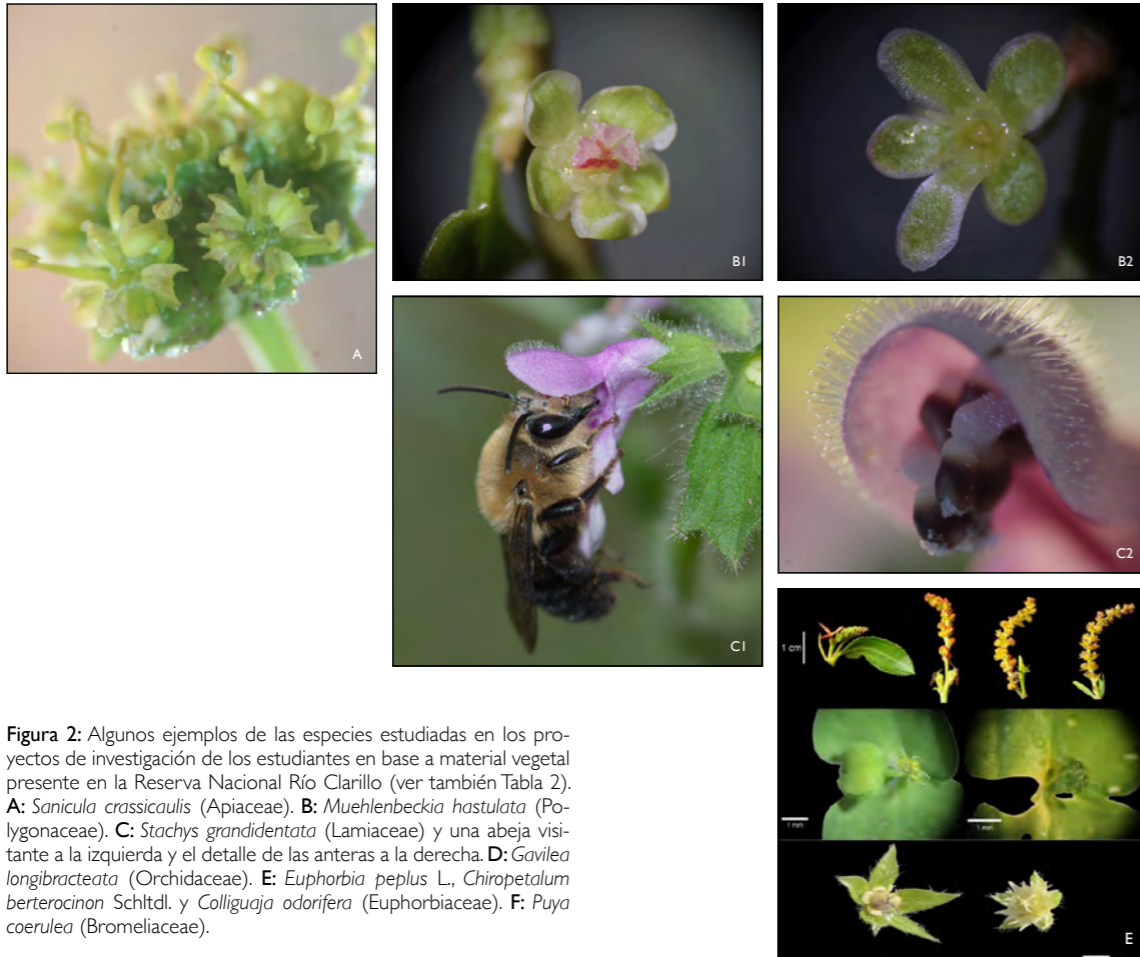 A
B1
B2
C1
C2
1 cm
1 mm
1 mm
E
Figura 2: Algunos ejemplos de las especies estudiadas en los pro-
yectos de investigación de los estudiantes en base a material vegetal
presente en la Reserva Nacional Río Clarillo (ver también Tabla 2).
A: Sanicula crassicaulis (Apiaceae). B: Muehlenbeckia hastulata (Po-
lygonaceae). C: Stachys grandidentata (Lamiaceae) y una abeja visi-
tante a la izquierda y el detalle de las anteras a la derecha. D: Gavilea
longibracteata (Orchidaceae). E: Euphorbia peplus L., Chiropetalum
berterocinon Schltdl. y Colliguaja odorifera (Euphorbiaceae). F: Puya
coerulea (Bromeliaceae).